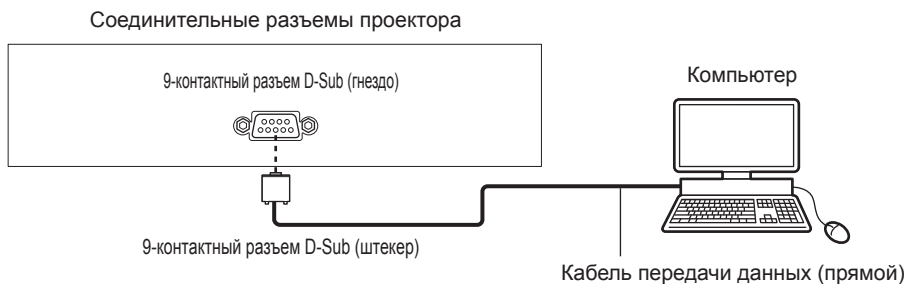 Соединительные разъемы проектора
9-контактный разъем D-Sub (гнездо)
Компьютер
9-контактный разъем D-Sub (штекер)
Кабель передачи данных (прямой)